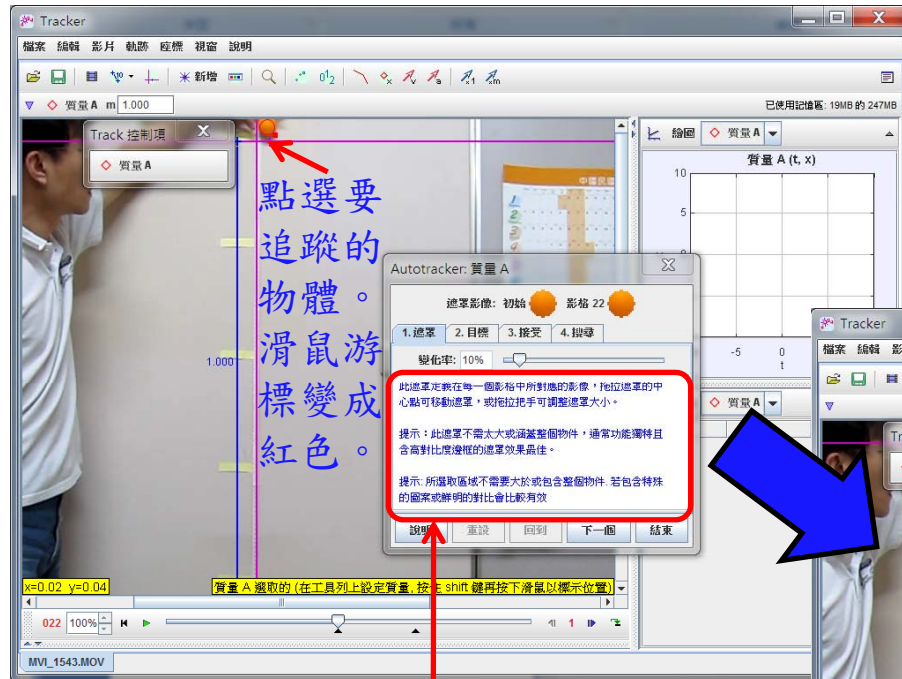 Tracker
檔案 編輯 影片 軌跡 座標 視窗 說明
新增
質量 A m 1.000
已使用記憶區: 19MB 的 247MB
Track 控制項
質量 A
點選要
追蹤的
物體。
滑鼠游
標變成
紅色。
1.000
繪圖 質量 A
質量 A (t, x)
10
5
0
-5 0
t
質量 A
Autotracker: 質量 A
遮罩影像: 初始 影格 22
1.遮罩 2.目標 3.接受 4.搜尋
變化率: 10%
此遮罩定義在每一個影格中所對應的影像，拖拉遮罩的中
心點可移動遮罩，或拖拉把手可調整遮罩大小。
提示：此遮罩不需太大或涵蓋整個物件，通常功能獨特且
含高對比度邊框的遮罩效果最佳。
提示: 所選取區域不需要大於或包含整個物件. 若包含特殊
的圖案或鮮明的對比會比較有效
說明 重設 回到 下一個 結束
x=0.02 y=0.04
質量 A 選取的 (在工具列上設定質量, 按住 shift 鍵再按下滑鼠以標示位置)
022 100% 1
MVI_1543.MOV
Tracker
檔案 編輯
Tr